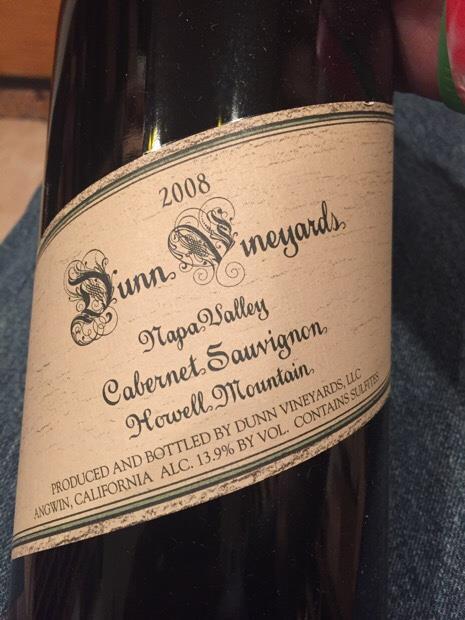 2008
Dunn Vineyards
Napa Valley
Cabernet Sauvignon
Howell Mountain
PRODUCED AND BOTTLED BY DUNN VINEYARDS, LLC
ANGWIN, CALIFORNIA ALC. 13.9% BY VOL. CONTAINS SULFITES